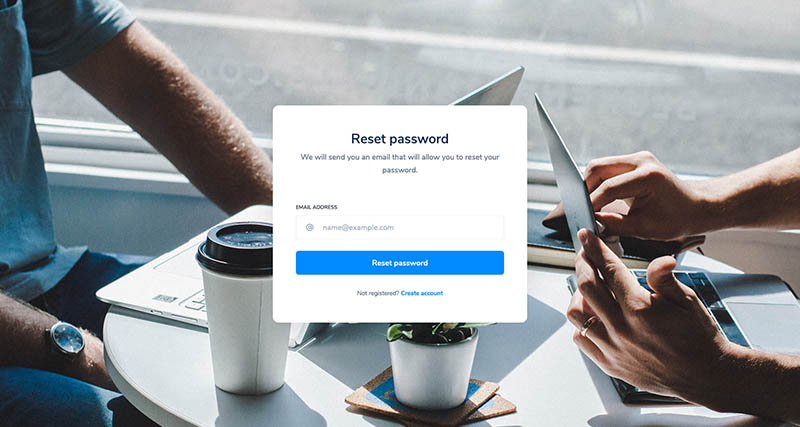 Reset password
We will send you an email that will allow you to reset your
password.
EMAIL ADDRESS
@ name@example.com
Reset password
Not registered? Create account